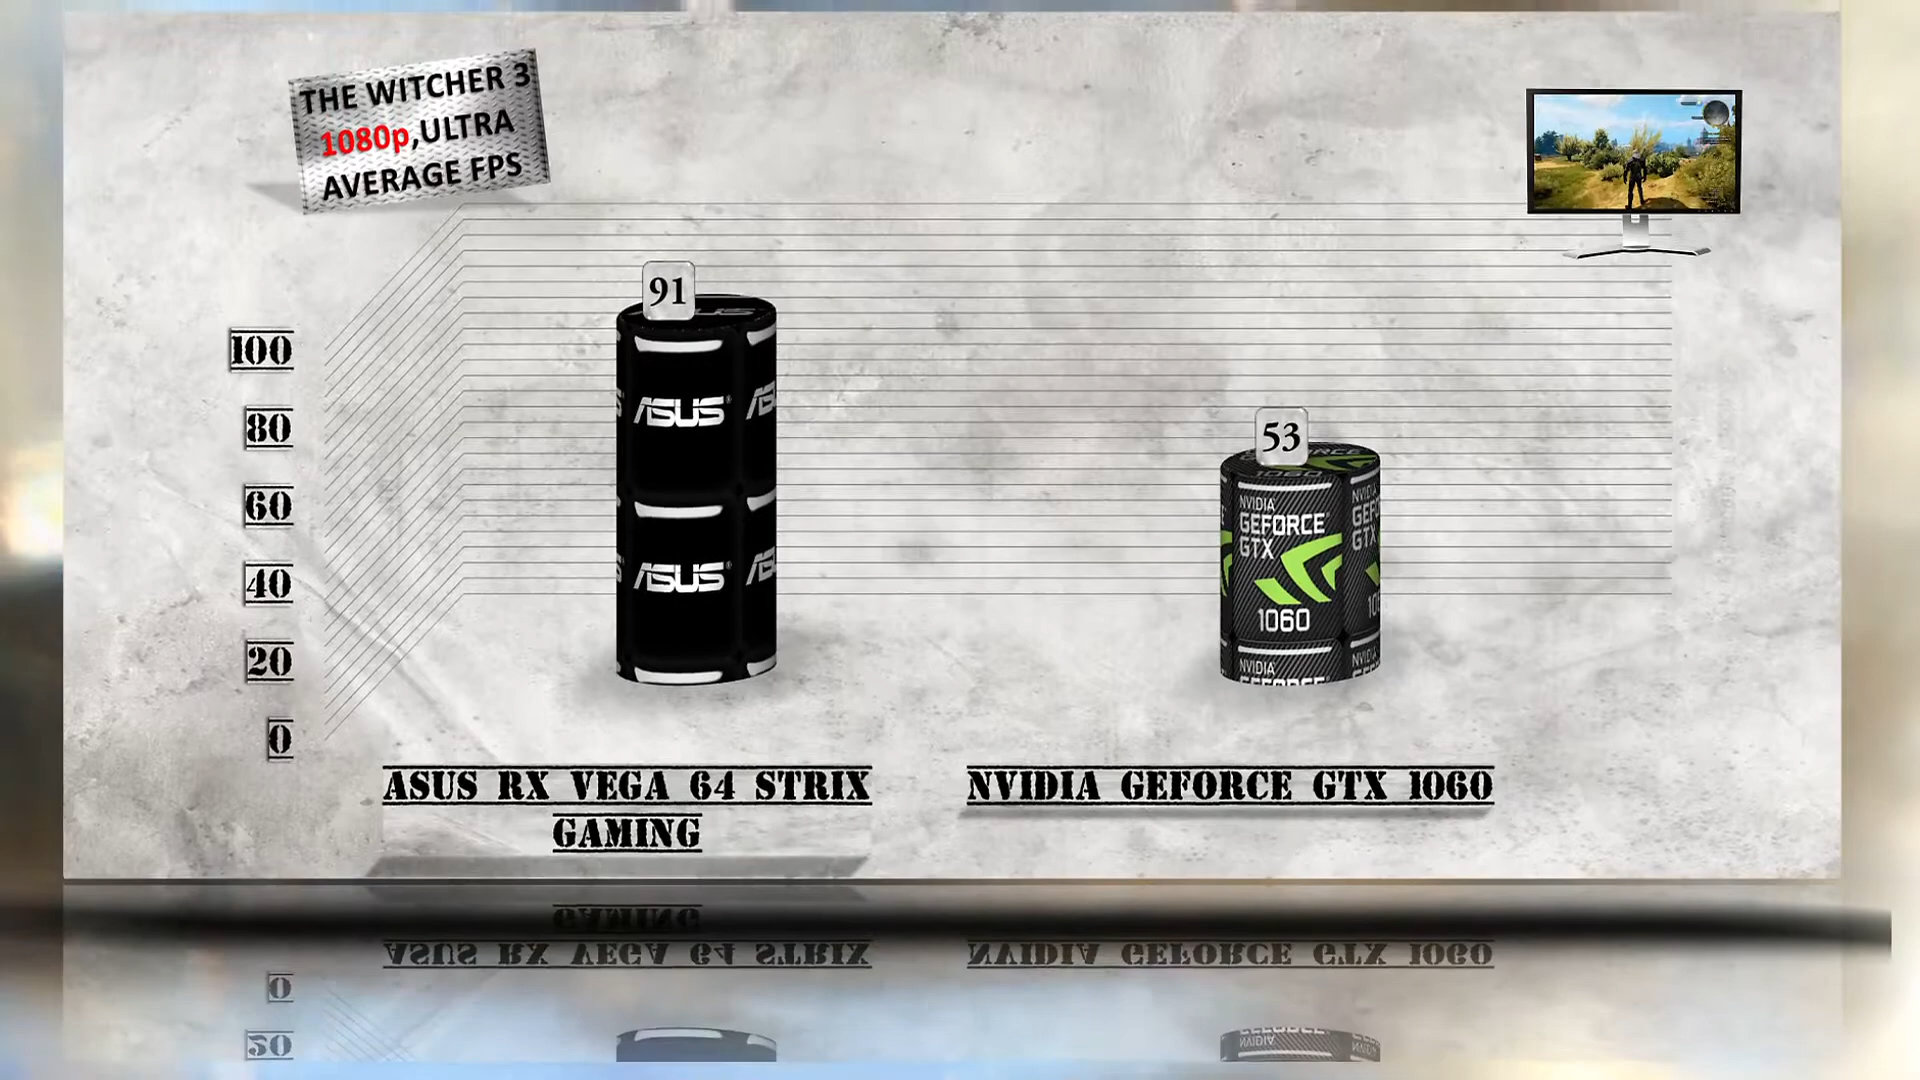 THE WITCHER 3
1080p,ULTRA
AVERAGE FPS
100
80
60
40
20
0
91
ASUS
ASUS
53
NVIDIA
GEFORCE
GTX
1060
NVIDIA
GEFORCE
ASUS RX VEGA 64 STRIX
GAMING
NVIDIA GEFORCE GTX 1060